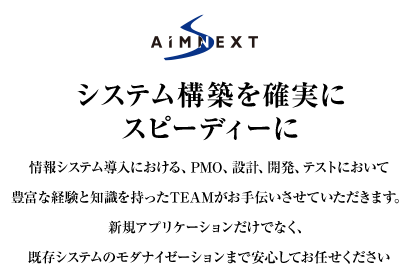 AiMNEXT
システム構築を確実に
スピーディーに
情報システム導入における、PMO、設計、開発、テストにおいて
豊富な経験と知識を持ったTEAMがお手伝いさせていただきます。
新規アプリケーションだけでなく、
既存システムのモダナイゼーションまで安心してお任せください